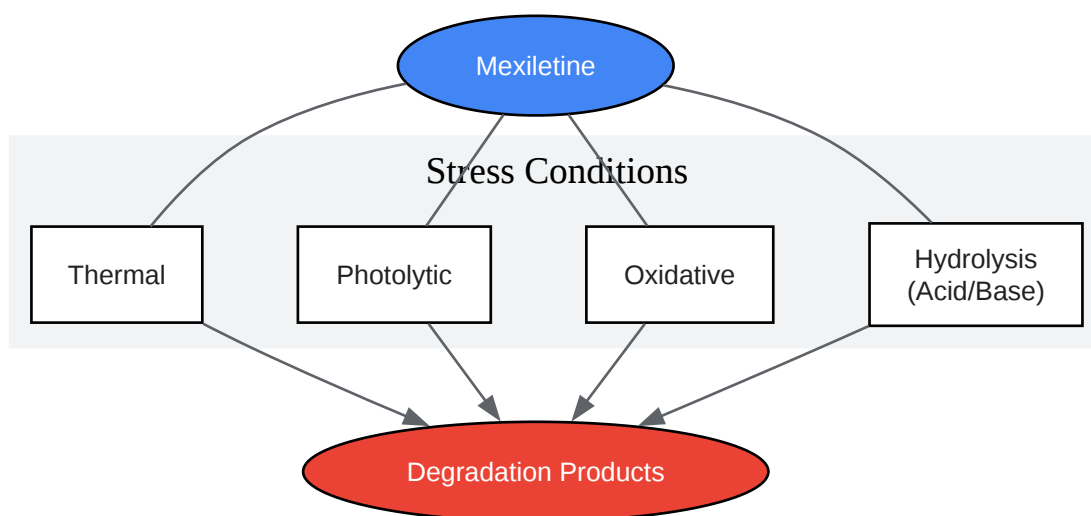 Mexiletine
Stress Conditions
Thermal
Photolytic
Oxidative
Hydrolysis
(Acid/Base)
Degradation Products